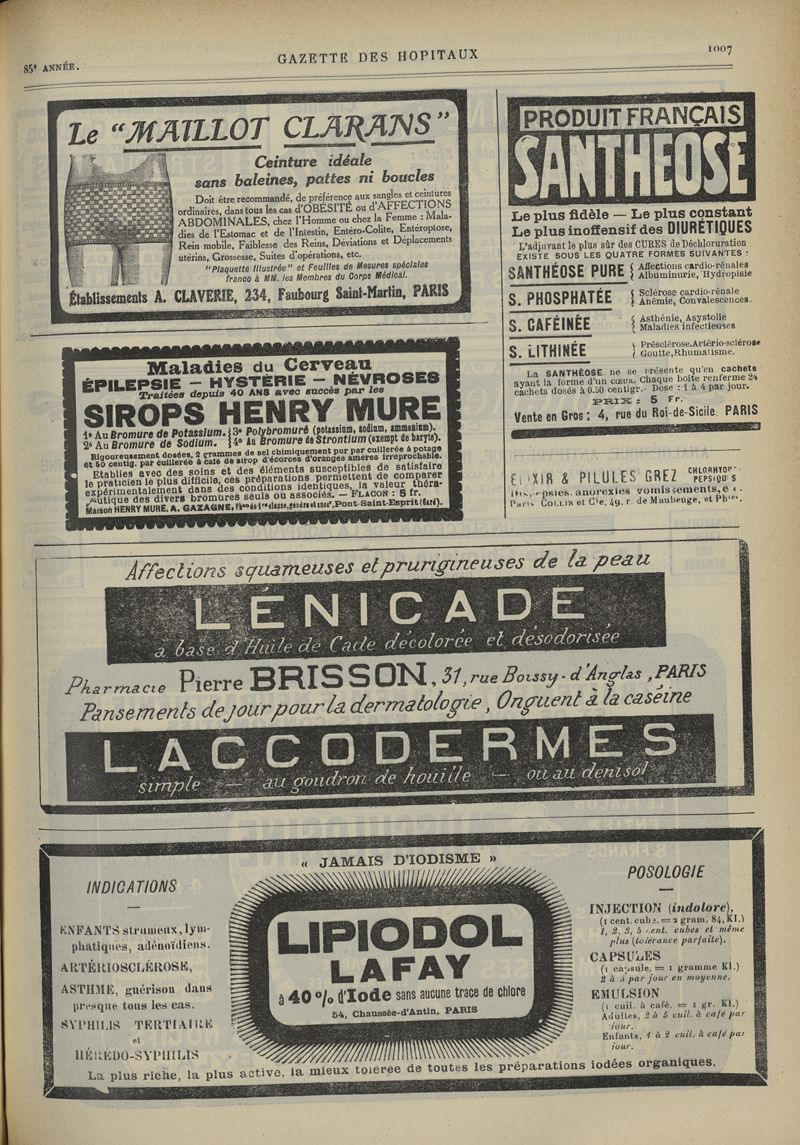 85e ANNÉE.
GAZETTE DES HOPITAUX
1007
Le "MAILLOT CLARANS"
Ceinture idéale
sans baleines, pattes ni boucles
Doit être recommandé, de préférence aux sangles et ceintures
ordinaires, dans tous les cas d'OBÉSITÉ ou d'AFFECTIONS
ABDOMINALES, chez l'Homme ou chez la Femme : Mala-
dies de l'Estomac et de l'Intestin, Entéro-Colite, Entéroptose,
Rein mobile, Faiblesse des Reins, Déviations et Déplacements
utérins, Grossesse, Suites d'opérations, etc.
"Plaquette Illustrée" et Feuilles de Mesures spéciales
franco à MM. les Membres du Corps Médical.
Établissements A. CLAVERIE, 234, Faubourg Saint-Martin, PARIS
Maladies du Cerveau
ÉPILEPSIE — HYSTÉRIE — NÉVROSES
Traitées depuis 40 ANS avec succès par les
SIROPS HENRY MURE
1° Au Bromure de Potassium. 3° Polybromuré (potassium, sodium, ammonium).
2° Au Bromure de Sodium. 4° Au Bromure de Strontium (exempt de baryte).
Rigoureusement dosées, 2 grammes de sel chimiquement pur par cuillerée à potage
et 50 centig. par cuillerée à café de sirop d'écorces d'oranges amères irréprochable.
Établies avec des soins et des éléments susceptibles de satisfaire
le praticien le plus difficile, ces préparations permettent de comparer
expérimentalement dans des conditions identiques, la valeur théra-
peutique des divers bromures seuls ou associés. — FLACON : 5 fr.
Maison HENRY MURE, A. GAZAGNE, Phen de 1re classe, gendre et succr, Pont-Saint-Esprit (Gard).
PRODUIT FRANÇAIS
SANTHEOSE
Le plus fidèle — Le plus constant
Le plus inoffensif des DIURÉTIQUES
L'adjuvant le plus sûr des CURES de Déchloruration
EXISTE SOUS LES QUATRE FORMES SUIVANTES :
SANTHÉOSE PURE { Affections cardio-rénales
Albuminurie, Hydropisie
S. PHOSPHATÉE { Sclérose cardio-rénale
Anémie, Convalescences.
S. CAFÉINÉE { Asthénie, Asystolie
Maladies infectieuses
S. LITHINÉE { Présclérose. Artério-sclérose
Goutte, Rhumatisme.
La SANTHÉOSE ne se présente qu'en cachets
ayant la forme d'un cœur. Chaque boîte renferme 24
cachets dosés à 0.50 centigr. - Dose : 1 à 4 par jour.
PRIX : 5 Fr.
Vente en Gros : 4, rue du Roi-de-Sicile PARIS
ELIXIR & PILULES GREZ CHLORHYDRO-
PEPSIQUES
Dyspepsies, anorexies vomissements, e c.
Paris COLLIN et Cie, 49, r. de Maubeuge, et Phies.
Affections squameuses et prurigineuses de la peau
LÉNICADE
à base d'Huile de Cade décolorée et désodorisée
Pharmacie Pierre BRISSON, 31, rue Boissy-d'Anglas, PARIS
Pansements de jour pour la dermatologie, Onguent à la caséine
LACCODERMES
simple — au goudron de houille — ou au denisol
« JAMAIS D'IODISME »
INDICATIONS
ENFANTS strumeux, lym-
phatiques, adénoïdiens.
ARTÉRIOSCLÉROSE,
ASTHME, guérison dans
presque tous les cas.
SYPHILIS TERTIAIRE
et
HÉRÉDO-SYPHILIS
LIPIODOL
LAFAY
à 40 % d'Iode sans aucune trace de chlore
54, Chaussée-d'Antin, PARIS
POSOLOGIE
INJECTION (indolore).
(1 cent. cube. = 2 gram. 84, KI.)
1, 2, 3, 5 cent. cubes et même
plus (tolérance parfaite).
CAPSULES
(1 capsule. = 1 gramme KI.)
2 à 3 par jour en moyenne.
EMULSION
(1 cuil. à café. = 1 gr. KI.)
Adultes, 2 à 5 cuil. à café par
jour.
Enfants, 1 à 2 cuil. à café par
jour.
La plus riche, la plus active, la mieux tolérée de toutes les préparations iodées organiques.